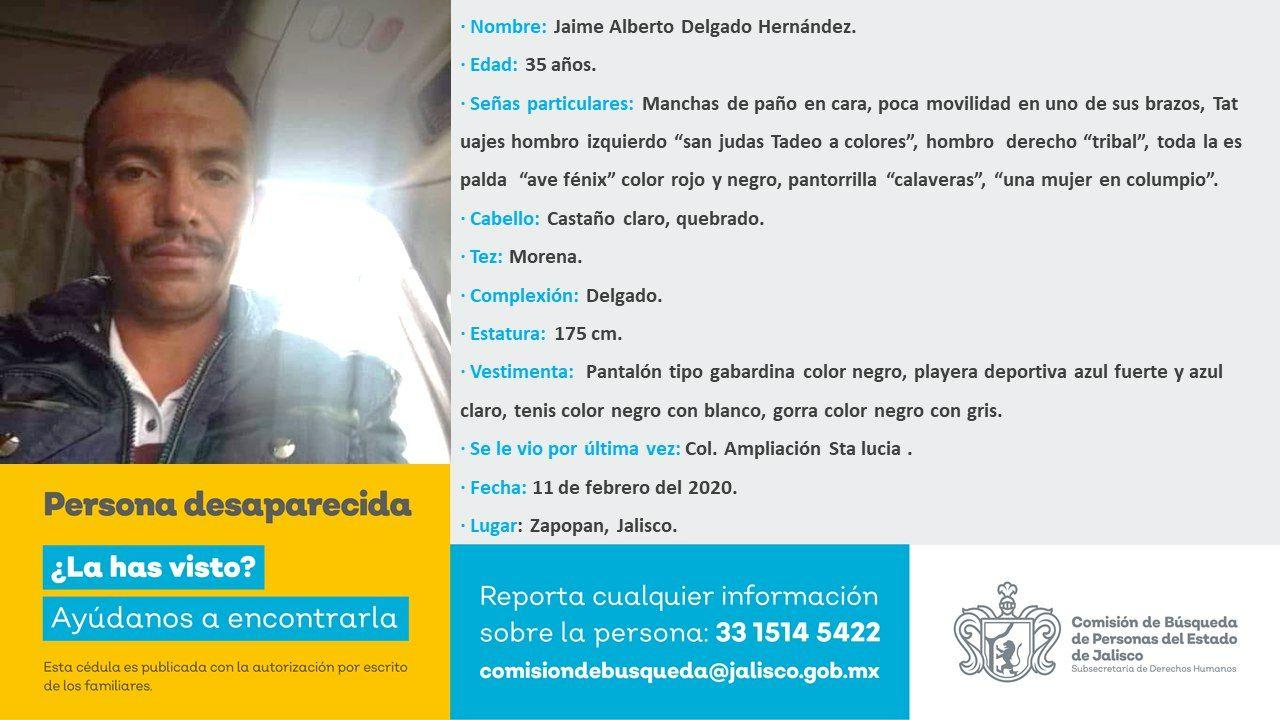 · Nombre: Jaime Alberto Delgado Hernández.
· Edad: 35 años.
· Señas particulares: Manchas de paño en cara, poca movilidad en uno de sus brazos, Tat
uajes hombro izquierdo “san judas Tadeo a colores”, hombro derecho “tribal”, toda la es
palda “ave fénix” color rojo y negro, pantorrilla “calaveras”, “una mujer en columpio”.
· Cabello: Castaño claro, quebrado.
· Tez: Morena.
· Complexión: Delgado.
· Estatura: 175 cm.
· Vestimenta: Pantalón tipo gabardina color negro, playera deportiva azul fuerte y azul
claro, tenis color negro con blanco, gorra color negro con gris.
· Se le vio por última vez: Col. Ampliación Sta lucia .
· Fecha: 11 de febrero del 2020.
· Lugar: Zapopan, Jalisco.
Persona desaparecida
¿La has visto?
Ayúdanos a encontrarla
Esta cédula es publicada con la autorización por escrito
de los familiares.
Reporta cualquier información
sobre la persona: 33 1514 5422
comisiondebusqueda@jalisco.gob.mx
Comisión de Búsqueda
de Personas del Estado
de Jalisco
Subsecretaría de Derechos Humanos